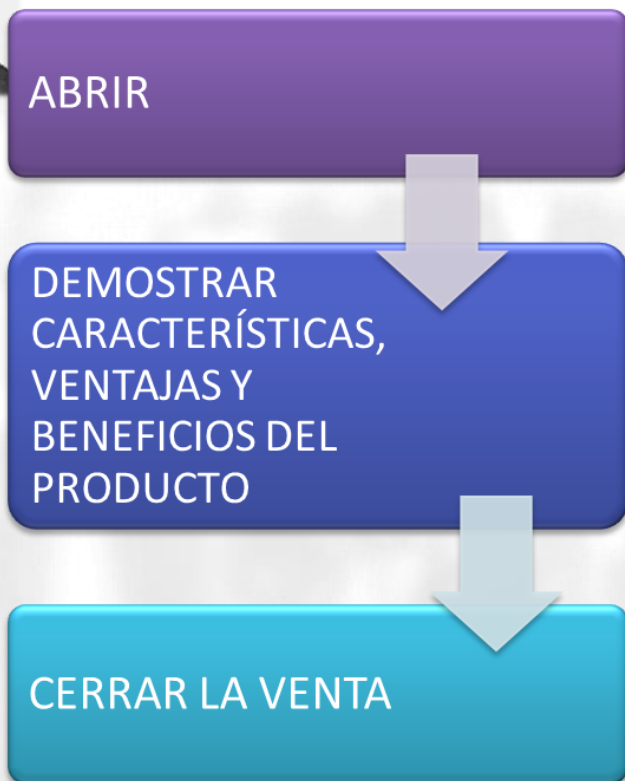 ABRIR
DEMOSTRAR
CARACTERÍSTICAS,
VENTAJAS Y
BENEFICIOS DEL
PRODUCTO
CERRAR LA VENTA